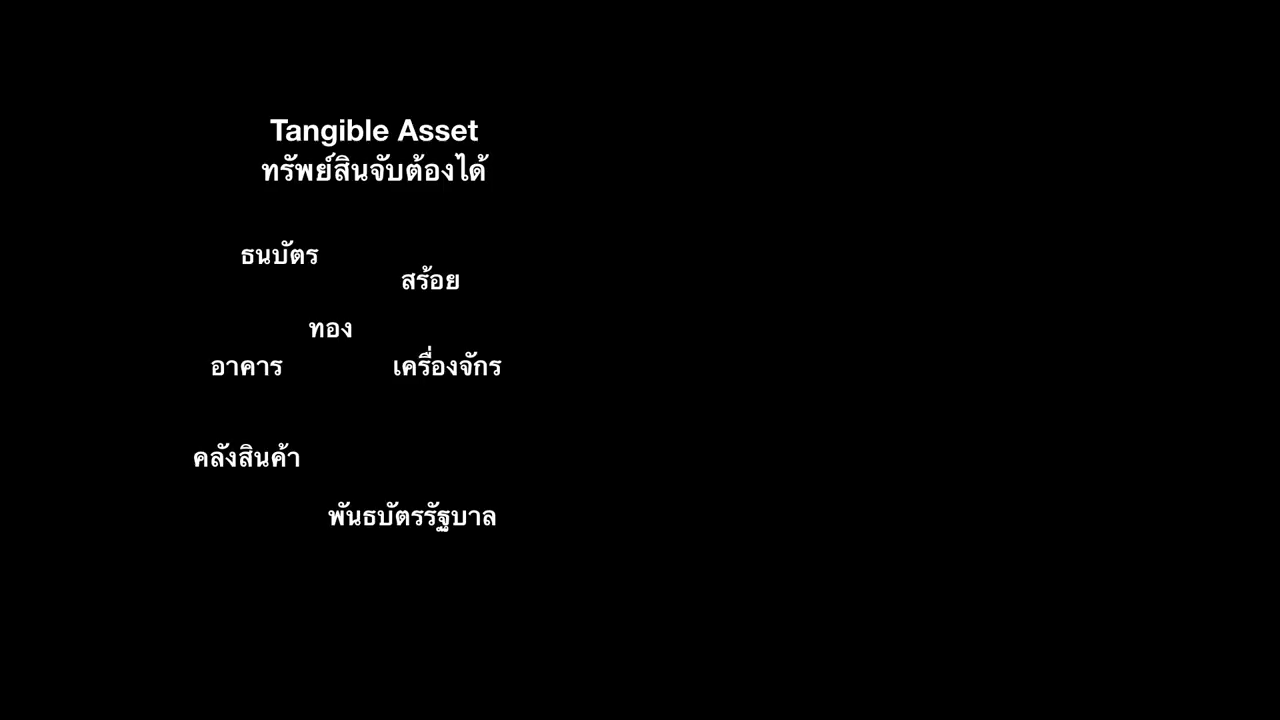 Tangible Asset
ทรัพย์สินจับต้องได้
ธนบัตร
สร้อย
ทอง
อาคาร
เครื่องจักร
คลังสินค้า
พันธบัตรรัฐบาล